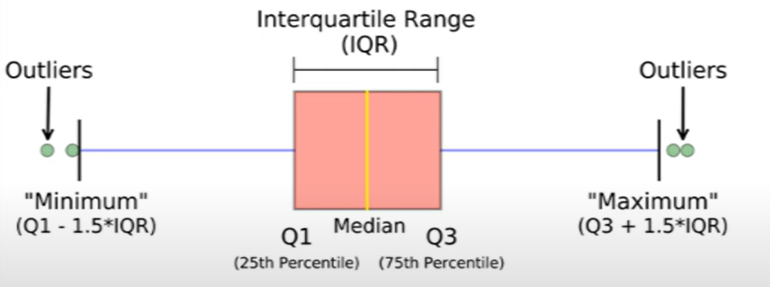 Interquartile Range
(IQR)
Outliers
Outliers
"Minimum"
(Q1 - 1.5*IQR)
"Maximum"
(Q3 + 1.5*IQR)
Median
Q1
Q3
(25th Percentile)
(75th Percentile)